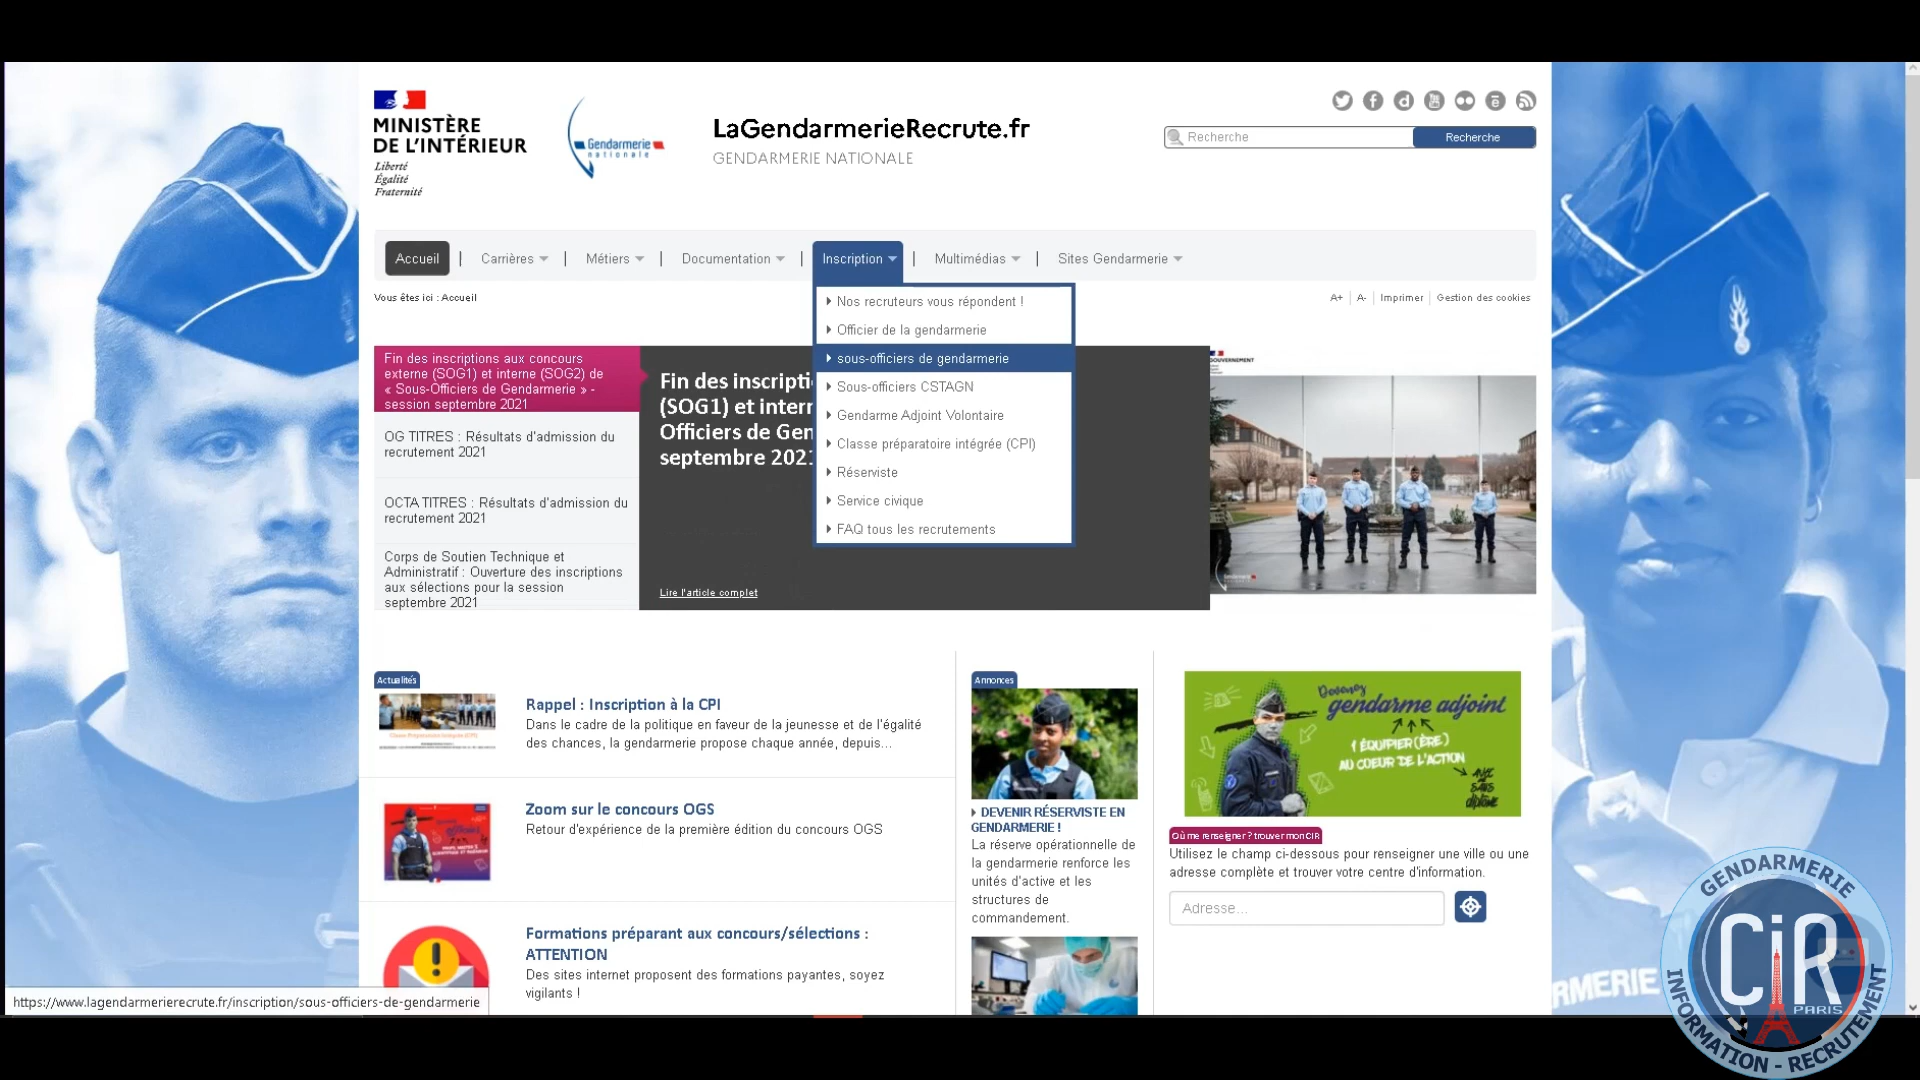 MINISTÈRE
DE L'INTÉRIEUR
Liberté
Égalité
Fraternité
Gendarmerie
nationale
LaGendarmerieRecrute.fr
GENDARMERIE NATIONALE
Recherche
Recherche
Accueil
Carrières
Métiers
Documentation
Inscription
Multimédias
Sites Gendarmerie
Vous êtes ici : Accueil
A+
A-
Imprimer
Gestion des cookies
Nos recruteurs vous répondent !
Officier de la gendarmerie
sous-officiers de gendarmerie
Sous-officiers CSTAGN
Gendarme Adjoint Volontaire
Classe préparatoire intégrée (CPI)
Réserviste
Service civique
FAQ tous les recrutements
Fin des inscriptions aux concours
externe (SOG1) et interne (SOG2) de
« Sous-Officiers de Gendarmerie » -
session septembre 2021
OG TITRES : Résultats d'admission du
recrutement 2021
OCTA TITRES : Résultats d'admission du
recrutement 2021
Corps de Soutien Technique et
Administratif : Ouverture des inscriptions
aux sélections pour la session
septembre 2021
Fin des inscripti
(SOG1) et interr
Officiers de Gen
septembre 2021
Lire l'article complet
GOUVERNEMENT
Actualités
Rappel : Inscription à la CPI
Dans le cadre de la politique en faveur de la jeunesse et de l'égalité
des chances, la gendarmerie propose chaque année, depuis...
Zoom sur le concours OGS
Retour d'expérience de la première édition du concours OGS
Formations préparant aux concours/sélections :
ATTENTION
Des sites internet proposent des formations payantes, soyez
vigilants !
Annonces
DEVENIR RÉSERVISTE EN
GENDARMERIE !
La réserve opérationnelle de
la gendarmerie renforce les
unités d'active et les
structures de
commandement.
Devenez
gendarme adjoint
1 ÉQUIPIER(ÈRE)
AU COEUR DE L'ACTION
AVEC
OU
SANS
diplôme
Où me renseigner ? trouver mon CIR
Utilisez le champ ci-dessous pour renseigner une ville ou une
adresse complète et trouver votre centre d'information.
Adresse...
https://www.lagendarmerierecrute.fr/inscription/sous-officiers-de-gendarmerie
RMERIE
GENDARMERIE
CIR
PARIS
INFORMATION - RECRUTEMENT